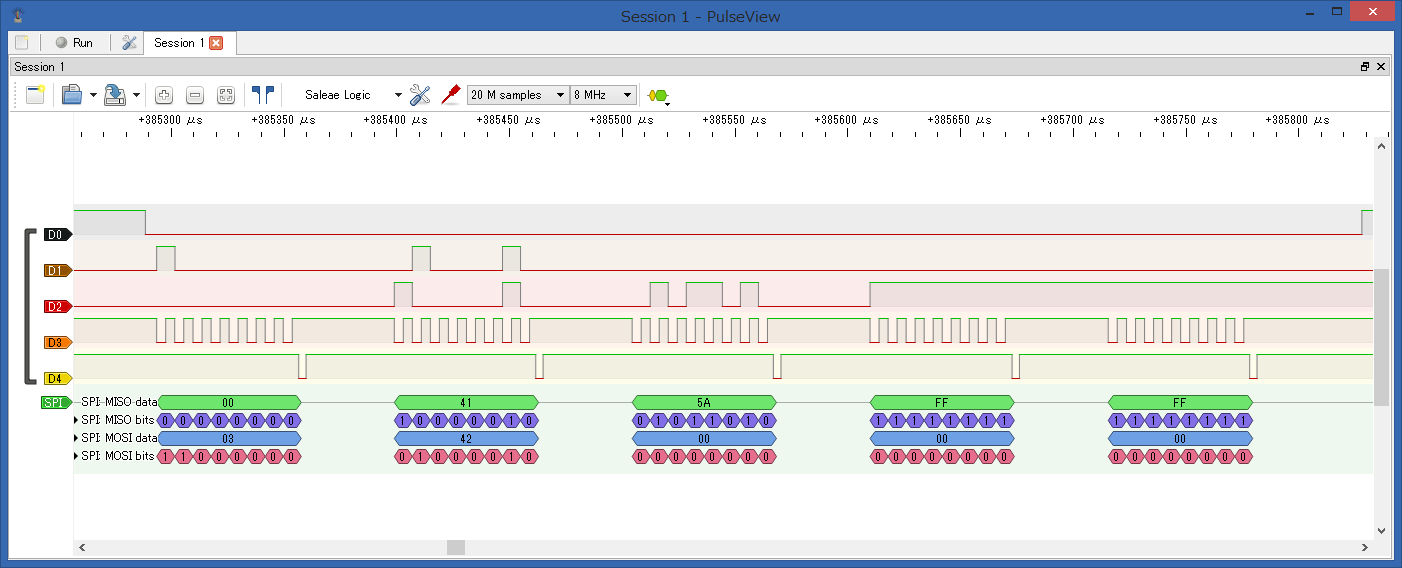 Session 1 - PulseView
Run
Session 1
Session 1
Saleae Logic 20 M samples 8 MHz
+385300 μs +385350 μs +385400 μs +385450 μs +385500 μs +385550 μs +385600 μs +385650 μs +385700 μs +385750 μs +385800 μs
D0
D1
D2
D3
D4
SPI SPI: MISO data 00 41 5A FF FF
SPI: MISO bits 0 0 0 0 0 0 0 0 1 0 0 0 0 0 1 0 0 1 0 1 1 0 1 0 1 1 1 1 1 1 1 1 1 1 1 1 1 1 1 1
SPI: MOSI data 03 42 00 00 00
SPI: MOSI bits 1 1 0 0 0 0 0 0 0 1 0 0 0 0 1 0 0 0 0 0 0 0 0 0 0 0 0 0 0 0 0 0 0 0 0 0 0 0 0 0